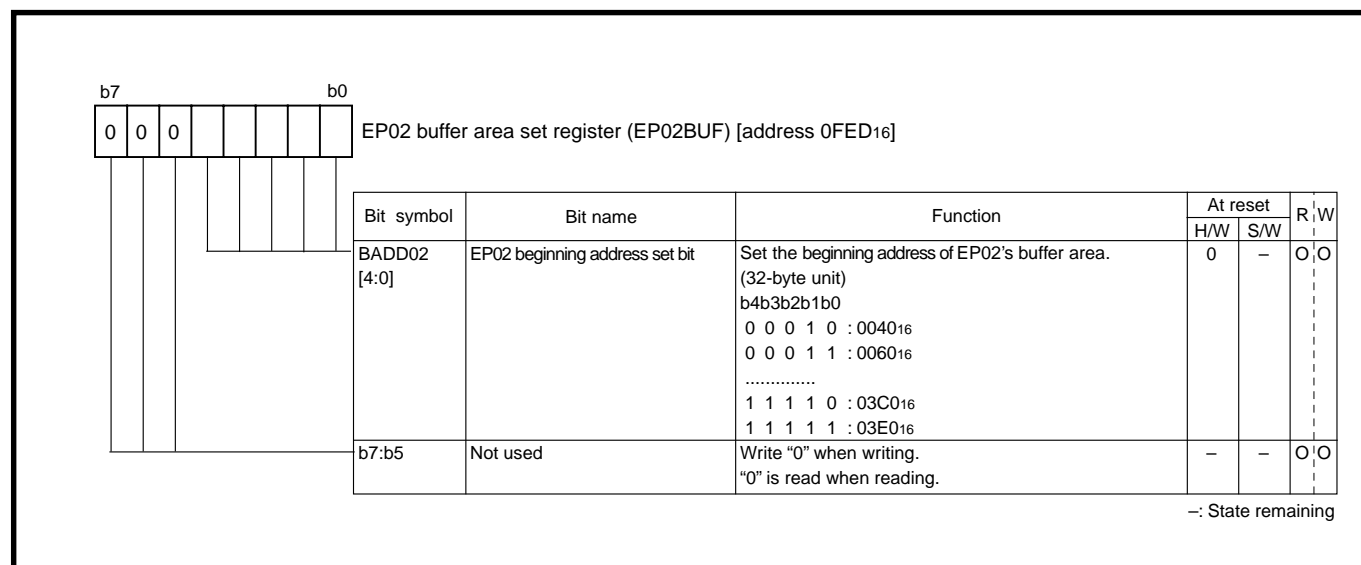 b7 b0
0 0 0
EP02 buffer area set register (EP02BUF) [address 0FED16]
Bit symbol Bit name Function At reset R W
H/W S/W
BADD02 EP02 beginning address set bit Set the beginning address of EP02's buffer area. 0 – O O
[4:0] (32-byte unit)
b4b3b2b1b0
0 0 0 1 0 : 004016
0 0 0 1 1 : 006016
..............
1 1 1 1 0 : 03C016
1 1 1 1 1 : 03E016
b7:b5 Not used Write “0” when writing. – – O O
“0” is read when reading.
–: State remaining